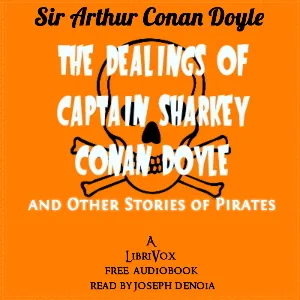 Sir Arthur Conan Doyle
THE DEALINGS OF
CAPTAIN SHARKEY
CONAN DOYLE
AND OTHER STORIES OF PIRATES
A
LIBRIVOX
FREE AUDIOBOOK
READ BY JOSEPH DENOIA